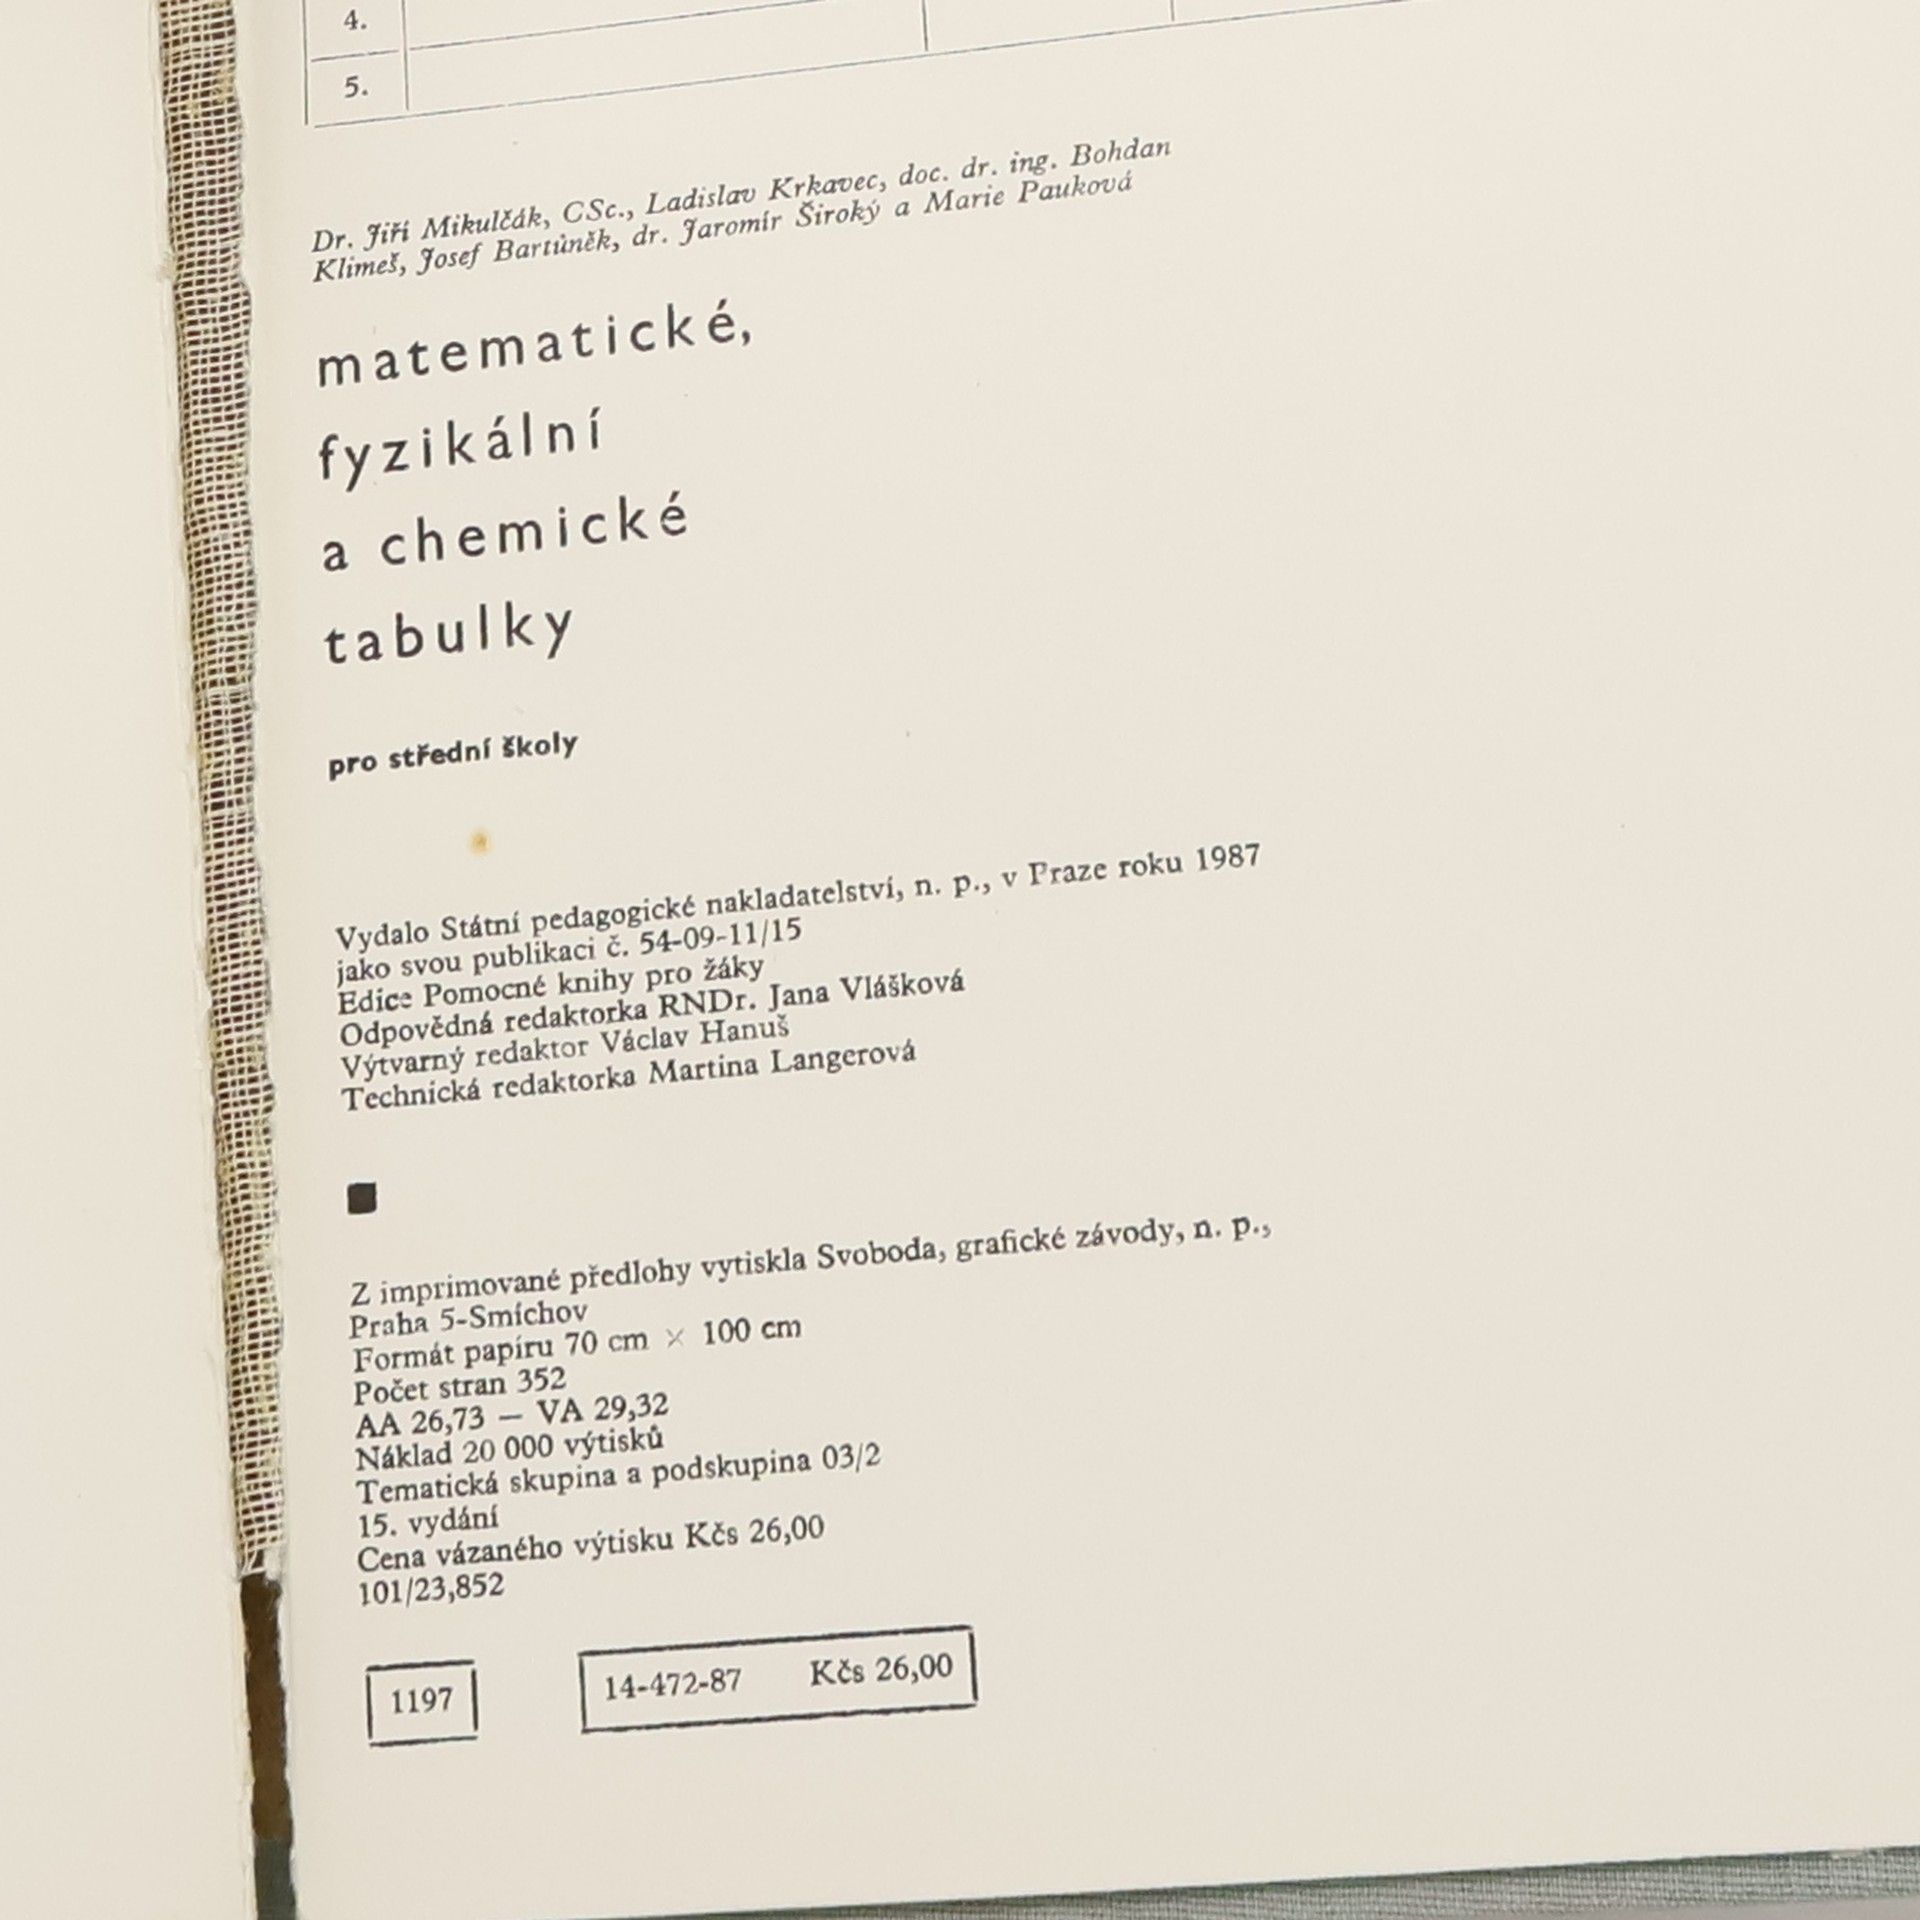 4.
5.
Dr. Jiří Mikulčák, CSc., Ladislav Krkavec, doc. dr. ing. Bohdan
Klimeš, Josef Bartůněk, dr. Jaromír Široký a Marie Pauková
matematické,
fyzikální
a chemické
tabulky
pro střední školy
Vydalo Státní pedagogické nakladatelství, n. p., v Praze roku 1987
jako svou publikaci č. 54-09-11/15
Edice Pomocné knihy pro žáky
Odpovědná redaktorka RNDr. Jana Vlášková
Výtvarný redaktor Václav Hanuš
Technická redaktorka Martina Langerová
Z imprimované předlohy vytiskla Svoboda, grafické závody, n. p.,
Praha 5-Smíchov
Formát papíru 70 cm × 100 cm
Počet stran 352
AA 26,73 — VA 29,32
Náklad 20 000 výtisků
Tematická skupina a podskupina 03/2
15. vydání
Cena vázaného výtisku Kčs 26,00
101/23,852
1197
14-472-87 Kčs 26,00